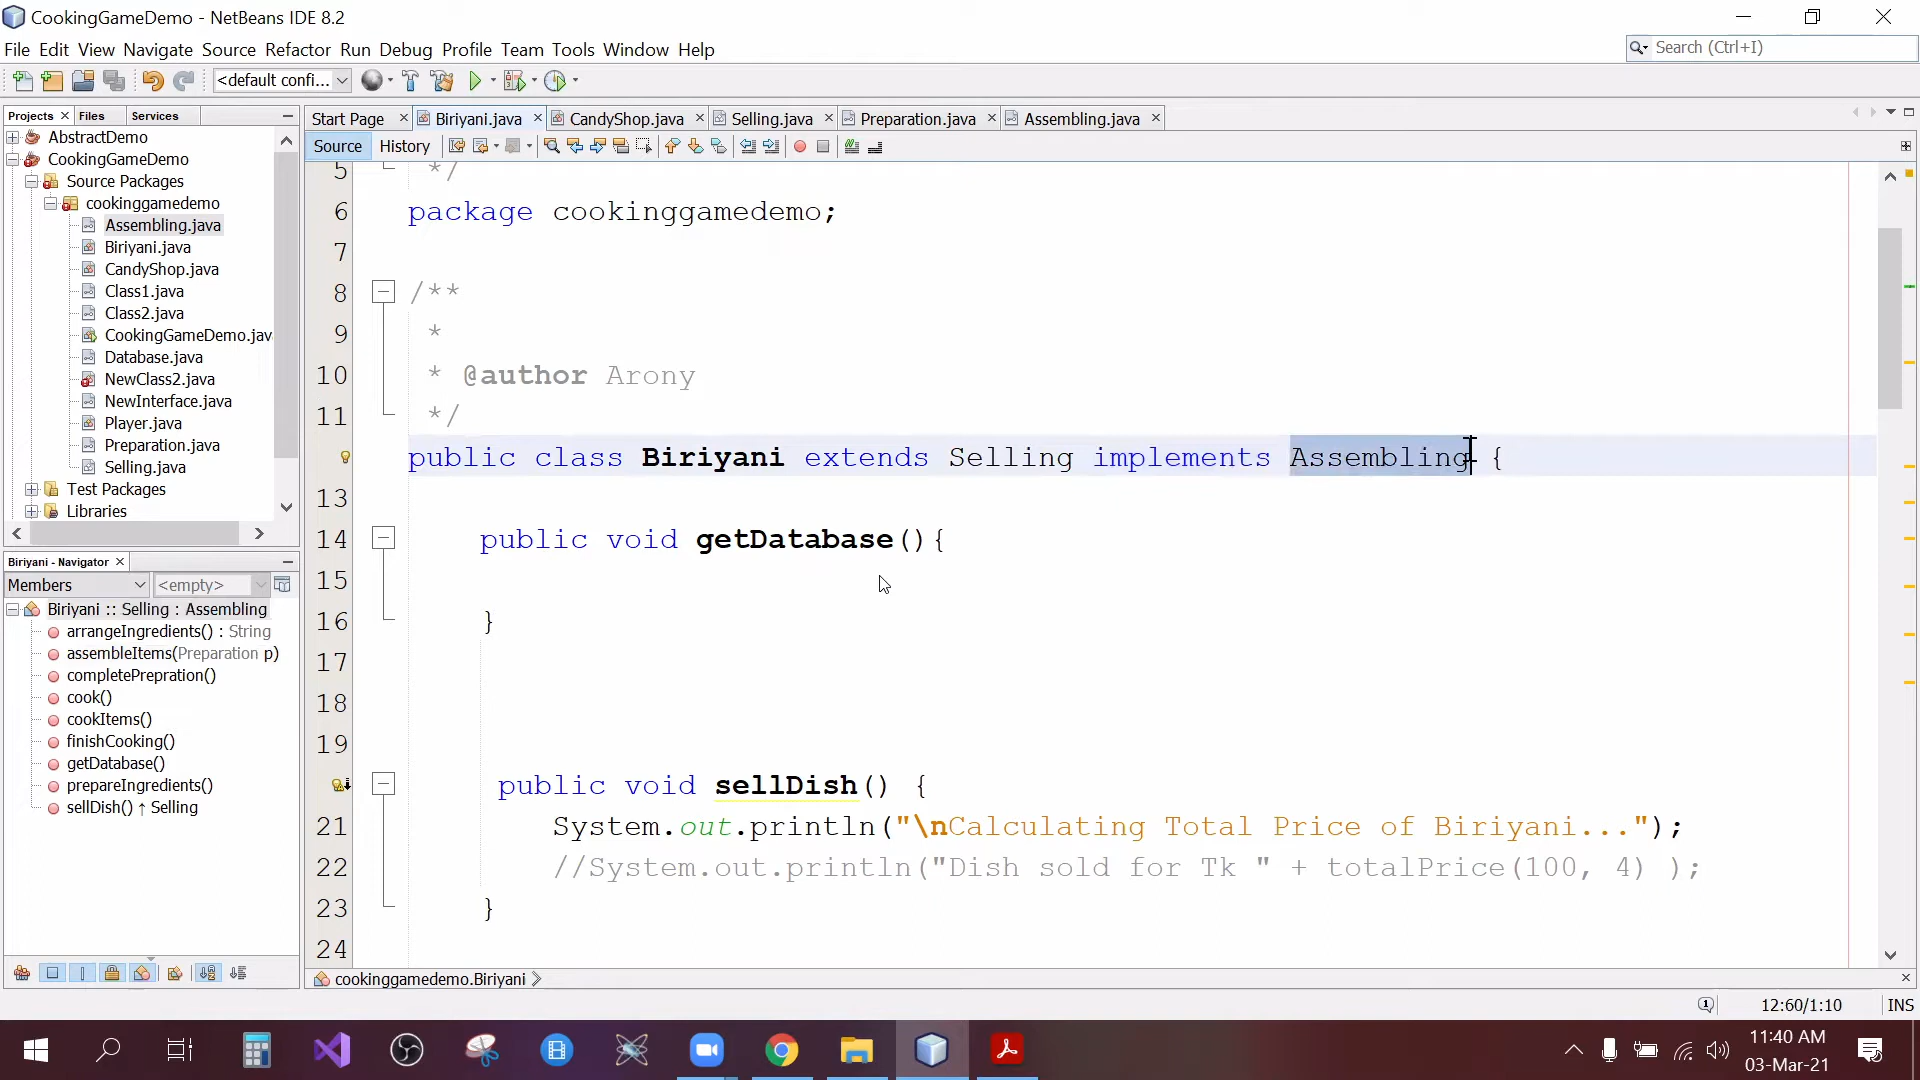 CookingGameDemo - NetBeans IDE 8.2
File Edit View Navigate Source Refactor Run Debug Profile Team Tools Window Help
Search (Ctrl+I)
<default confi...
Projects Files Services
Start Page Biriyani.java CandyShop.java Selling.java Preparation.java Assembling.java
Source History
AbstractDemo
CookingGameDemo
Source Packages
cookinggamedemo
Assembling.java
Biriyani.java
CandyShop.java
Class1.java
Class2.java
CookingGameDemo.jav
Database.java
NewClass2.java
NewInterface.java
Player.java
Preparation.java
Selling.java
Test Packages
Libraries
Biriyani - Navigator
Members <empty>
Biriyani :: Selling : Assembling
arrangeIngredients() : String
assembleItems(Preparation p)
completePrepration()
cook()
cookItems()
finishCooking()
getDatabase()
prepareIngredients()
sellDish() ↑ Selling
5 */
6 package cookinggamedemo;
7
8 /**
9 *
10 * @author Arony
11 */
public class Biriyani extends Selling implements Assembling {
13
14 public void getDatabase(){
15
16 }
17
18
19
public void sellDish() {
21 System.out.println("\nCalculating Total Price of Biriyani...");
22 //System.out.println("Dish sold for Tk " + totalPrice(100, 4) );
23 }
24
cookinggamedemo.Biriyani
12:60/1:10 INS
11:40 AM
03-Mar-21